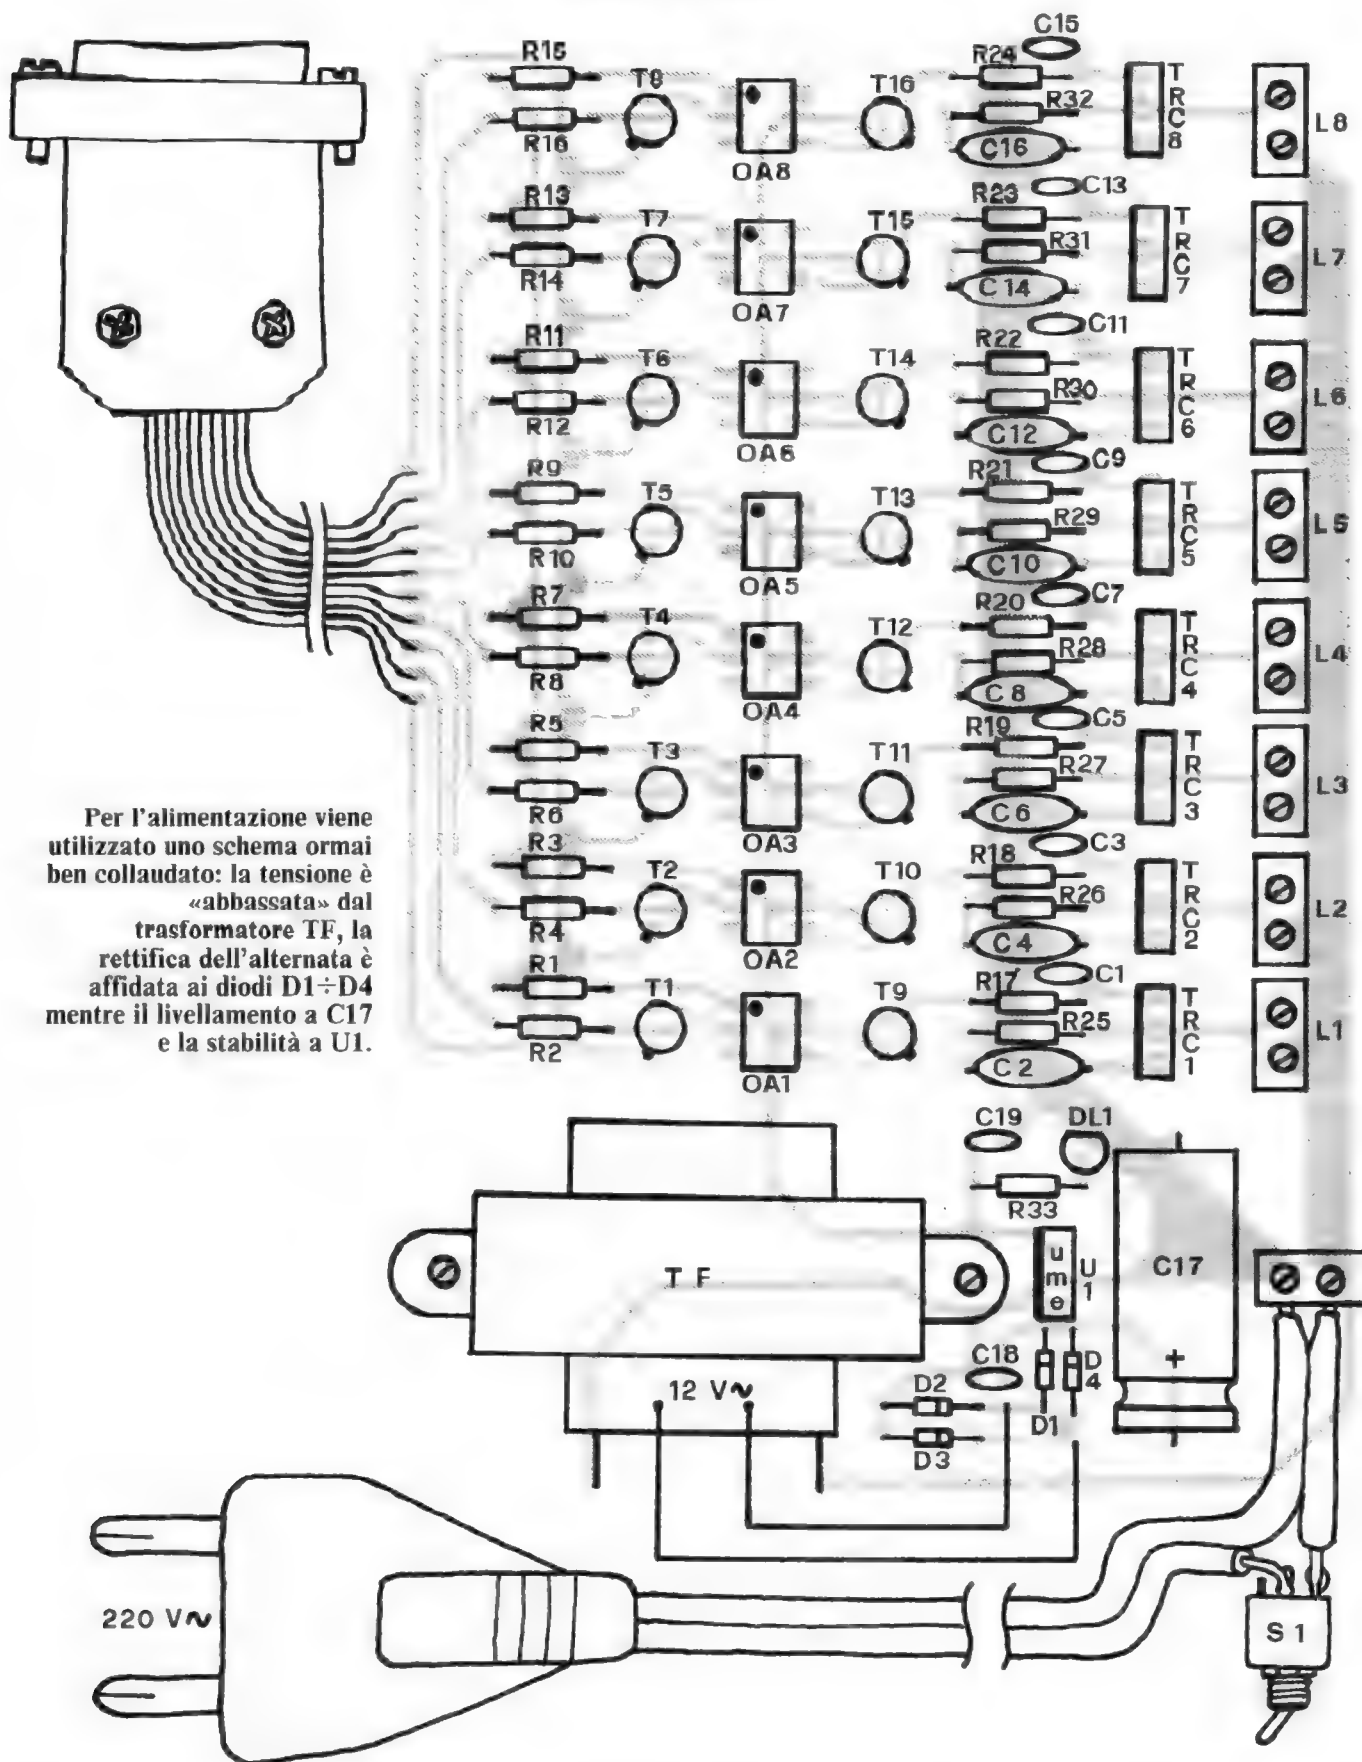 C15
R15
R24
T8
T16
TRC8
R32
R16
C16
L8
OA8
C13
R13
R23
T7
T15
TRC7
R31
R14
C14
L7
OA7
C11
R11
R22
T6
T14
TRC6
R30
R12
C12
L6
OA6
C9
R9
R21
T5
T13
TRC5
R29
R10
C10
L5
OA5
C7
R7
R20
T4
T12
TRC4
R28
R8
C8
L4
OA4
C5
R5
R19
T3
T11
TRC3
R27
R6
C6
L3
OA3
C3
R3
R18
T2
T10
TRC2
R26
R4
C4
L2
OA2
C1
R1
R17
T1
T9
TRC1
R25
R2
C2
L1
OA1
Per l'alimentazione viene
utilizzato uno schema ormai
ben collaudato: la tensione è
«abbassata» dal
trasformatore TF, la
rettifica dell'alternata è
affidata ai diodi D1÷D4
mentre il livellamento a C17
e la stabilità a U1.
C19
DL1
R33
TF
ume
U1
C17
+
12 V~
C18
D2
D3
D1
D4
220 V~
S1